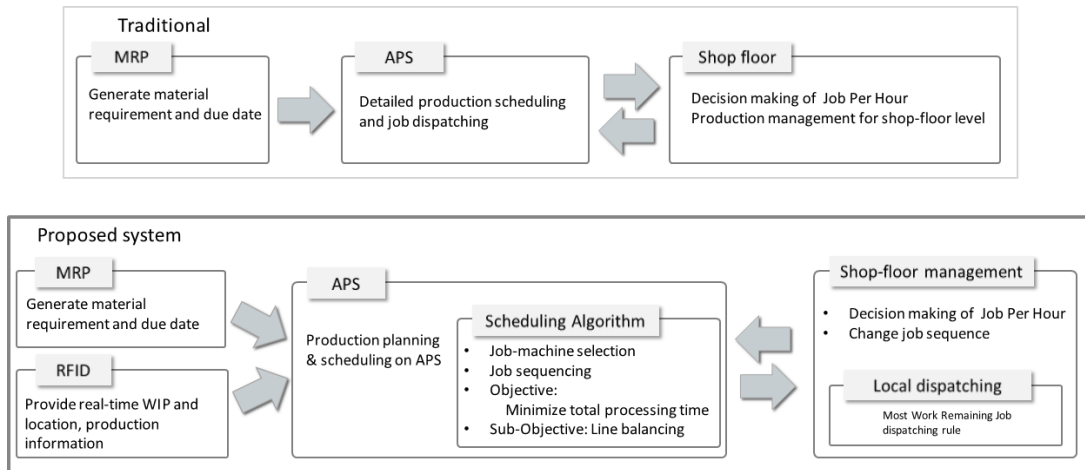 Traditional
MRP
Generate material
requirement and due date
APS
Detailed production scheduling
and job dispatching
Shop floor
Decision making of Job Per Hour
Production management for shop-floor level
Proposed system
MRP
Generate material
requirement and due date
RFID
Provide real-time WIP and
location, production
information
APS
Production planning
& scheduling on APS
Scheduling Algorithm
• Job-machine selection
• Job sequencing
• Objective:
Minimize total processing time
• Sub-Objective: Line balancing
Shop-floor management
• Decision making of Job Per Hour
• Change job sequence
Local dispatching
Most Work Remaining Job
dispatching rule